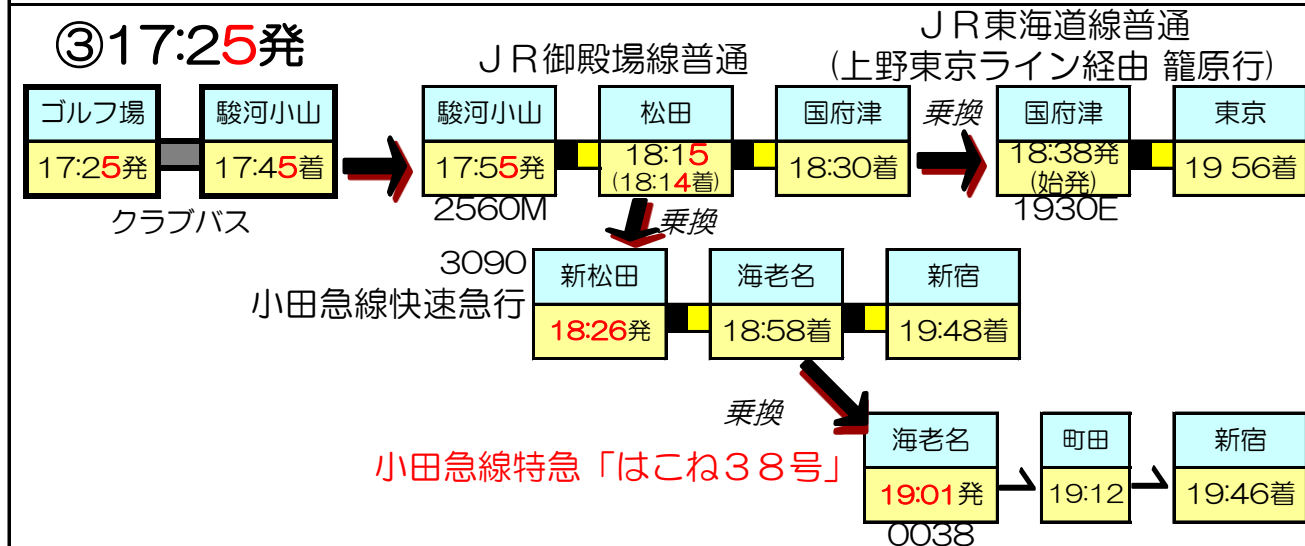 ③17:25発
JR御殿場線普通
JR東海道線普通
(上野東京ライン経由 籠原行)
ゴルフ場 駿河小山 駿河小山 松田 国府津 乗換 国府津 東京
17:25発 17:45着 17:55発 18:15 18:30着 18:38発 19 56着
(18:14着) (始発)
クラブバス 2560M 乗換 1930E
3090
小田急線快速急行
新松田 海老名 新宿
18:26発 18:58着 19:48着
乗換
小田急線特急「はこね38号」
海老名 町田 新宿
19:01発 19:12 19:46着
0038